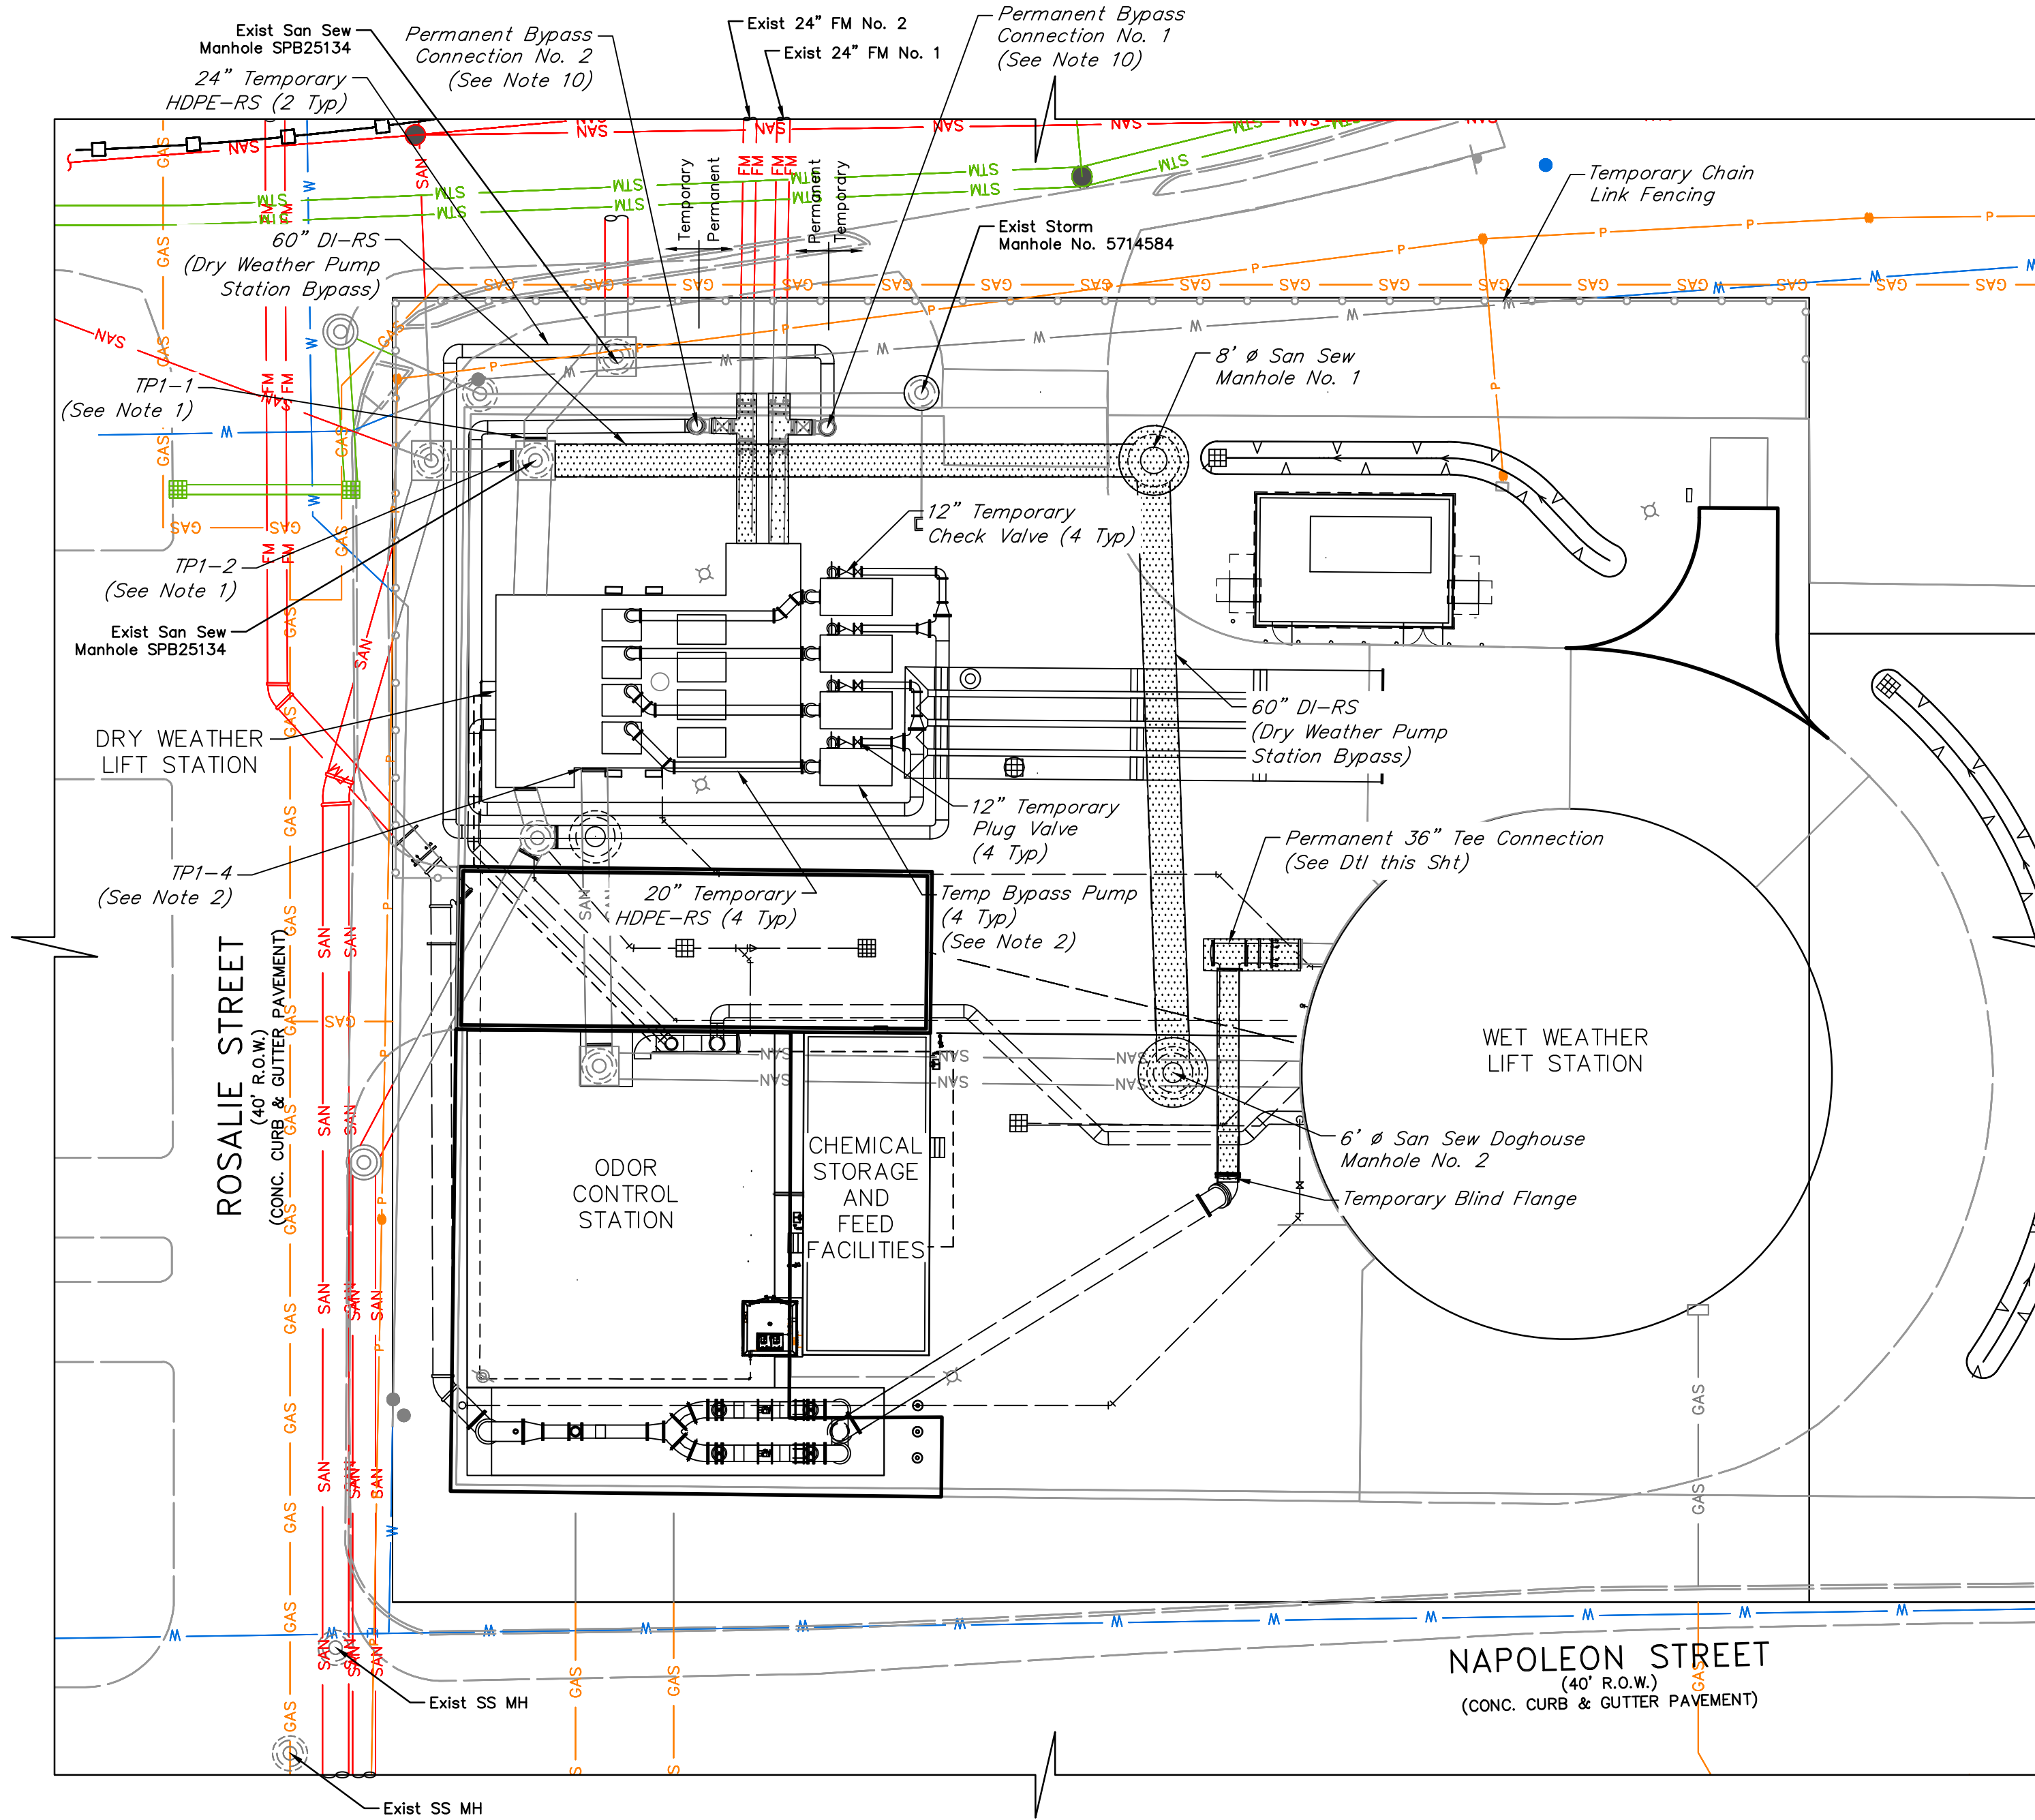 Exist San Sew
Manhole SPB25134
24" Temporary
HDPE-RS (2 Typ)
Permanent Bypass
Connection No. 2
(See Note 10)
Exist 24" FM No. 2
Exist 24" FM No. 1
Permanent Bypass
Connection No. 1
(See Note 10)
Temporary
Permanent
Permanent
Temporary
Temporary Chain
Link Fencing
60" DI-RS
(Dry Weather Pump
Station Bypass)
Exist Storm
Manhole No. 5714584
TP1-1
(See Note 1)
8' ø San Sew
Manhole No. 1
12" Temporary
Check Valve (4 Typ)
TP1-2
(See Note 1)
Exist San Sew
Manhole SPB25134
DRY WEATHER
LIFT STATION
60" DI-RS
(Dry Weather Pump
Station Bypass)
12" Temporary
Plug Valve
(4 Typ)
Permanent 36" Tee Connection
(See Dtl this Sht)
TP1-4
(See Note 2)
20" Temporary
HDPE-RS (4 Typ)
Temp Bypass Pump
(4 Typ)
(See Note 2)
ROSALIE STREET
(40' R.O.W.)
(CONC. CURB & GUTTER PAVEMENT)
WET WEATHER
LIFT STATION
ODOR
CONTROL
STATION
CHEMICAL
STORAGE
AND
FEED
FACILITIES
6' ø San Sew Doghouse
Manhole No. 2
Temporary Blind Flange
NAPOLEON STREET
(40' R.O.W.)
(CONC. CURB & GUTTER PAVEMENT)
Exist SS MH
Exist SS MH
SAN
STM
FM
GAS
W
P